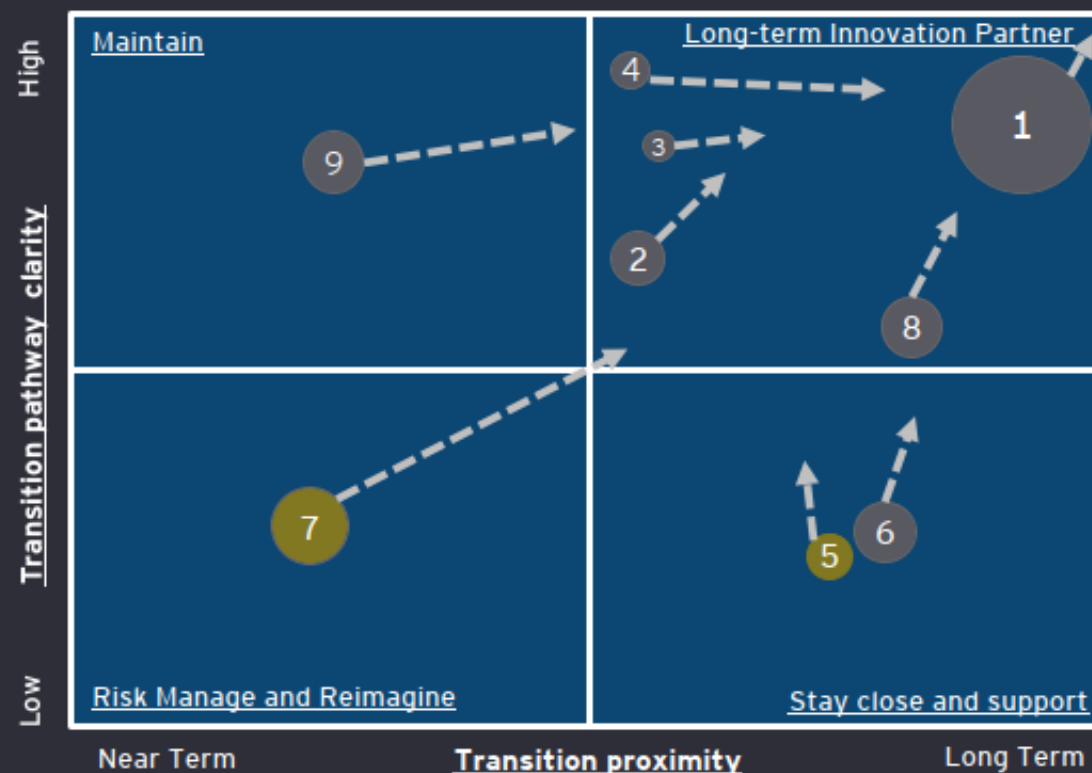 High
Transition pathway clarity
Low
Maintain
Long-term Innovation Partner
4
1
3
9
2
8
7
6
5
Risk Manage and Reimagine
Stay close and support
Near Term
Transition proximity
Long Term